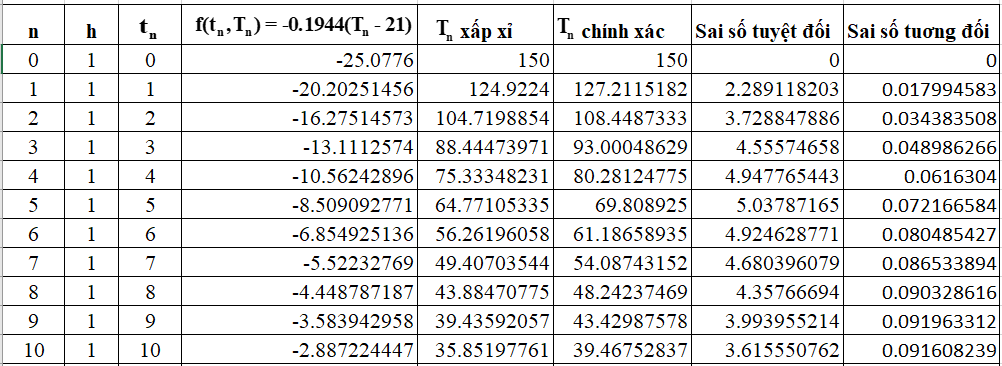 n h tₙ f(tₙ,Tₙ) = -0.1944(Tₙ - 21) Tₙ xấp xỉ Tₙ chính xác Sai số tuyệt đối Sai số tương đối
0 1 0 -25.0776 150 150 0 0
1 1 1 -20.20251456 124.9224 127.2115182 2.289118203 0.017994583
2 1 2 -16.27514573 104.7198854 108.4487333 3.728847886 0.034383508
3 1 3 -13.1112574 88.44473971 93.00048629 4.55574658 0.048986266
4 1 4 -10.56242896 75.33348231 80.28124775 4.947765443 0.0616304
5 1 5 -8.509092771 64.77105335 69.808925 5.03787165 0.072166584
6 1 6 -6.854925136 56.26196058 61.18658935 4.924628771 0.080485427
7 1 7 -5.52232769 49.40703544 54.08743152 4.680396079 0.086533894
8 1 8 -4.448787187 43.88470775 48.24237469 4.35766694 0.090328616
9 1 9 -3.583942958 39.43592057 43.42987578 3.993955214 0.091963312
10 1 10 -2.887224447 35.85197761 39.46752837 3.615550762 0.091608239